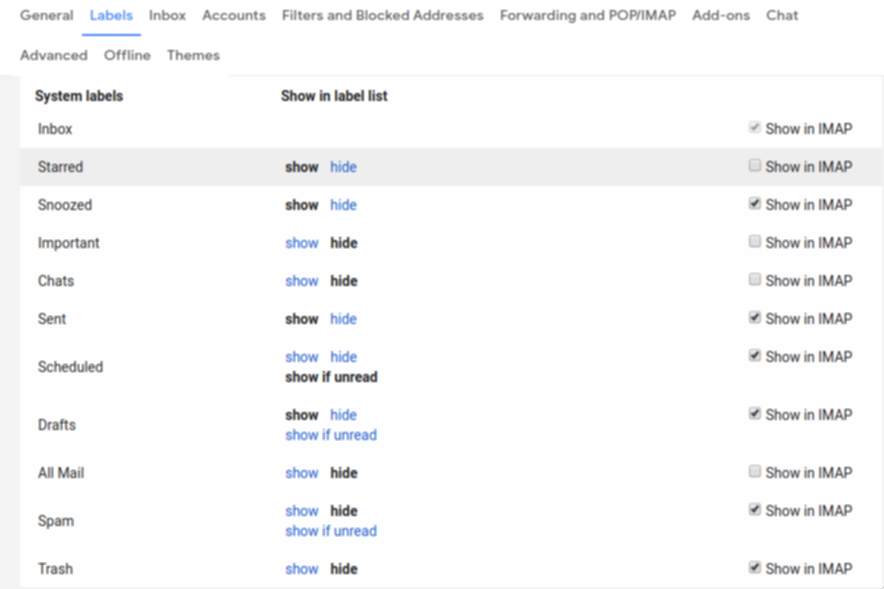 General Labels Inbox Accounts Filters and Blocked Addresses Forwarding and POP/IMAP Add-ons Chat
Advanced Offline Themes
System labels Show in label list
Inbox Show in IMAP
Starred show hide Show in IMAP
Snoozed show hide Show in IMAP
Important show hide Show in IMAP
Chats show hide Show in IMAP
Sent show hide Show in IMAP
Scheduled show hide Show in IMAP
show if unread
Drafts show hide Show in IMAP
show if unread
All Mail show hide Show in IMAP
Spam show hide Show in IMAP
show if unread
Trash show hide Show in IMAP